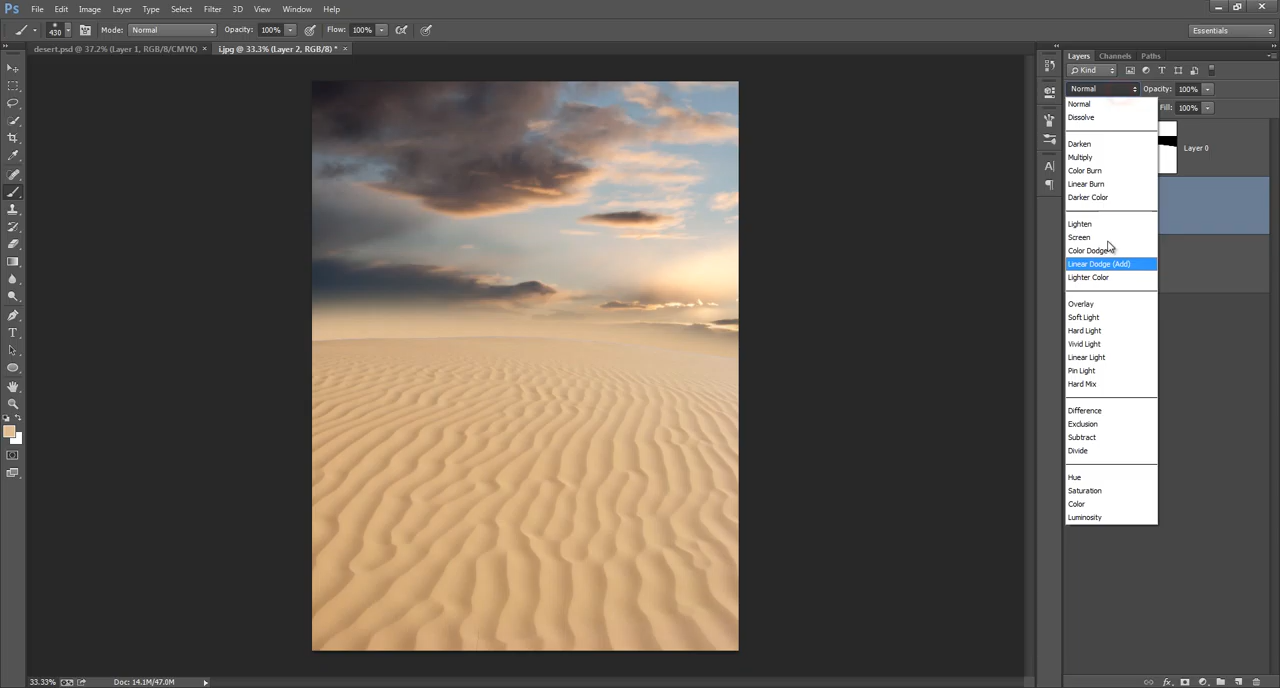 Ps File Edit Image Layer Type Select Filter 3D View Window Help
430 Mode: Normal Opacity: 100% Flow: 100% Essentials
desert.psd @ 37.2% (Layer 1, RGB/8/CMYK) × i.jpg @ 33.3% (Layer 2, RGB/8) * ×
Layers Channels Paths
Kind
Normal Opacity: 100%
Normal Fill: 100%
Dissolve
Darken
Layer 0
Multiply
Color Burn
Linear Burn
Darker Color
Lighten
Screen
Color Dodge
Linear Dodge (Add)
Lighter Color
Overlay
Soft Light
Hard Light
Vivid Light
Linear Light
Pin Light
Hard Mix
Difference
Exclusion
Subtract
Divide
Hue
Saturation
Color
Luminosity
33.33% Doc: 14.1M/47.0M